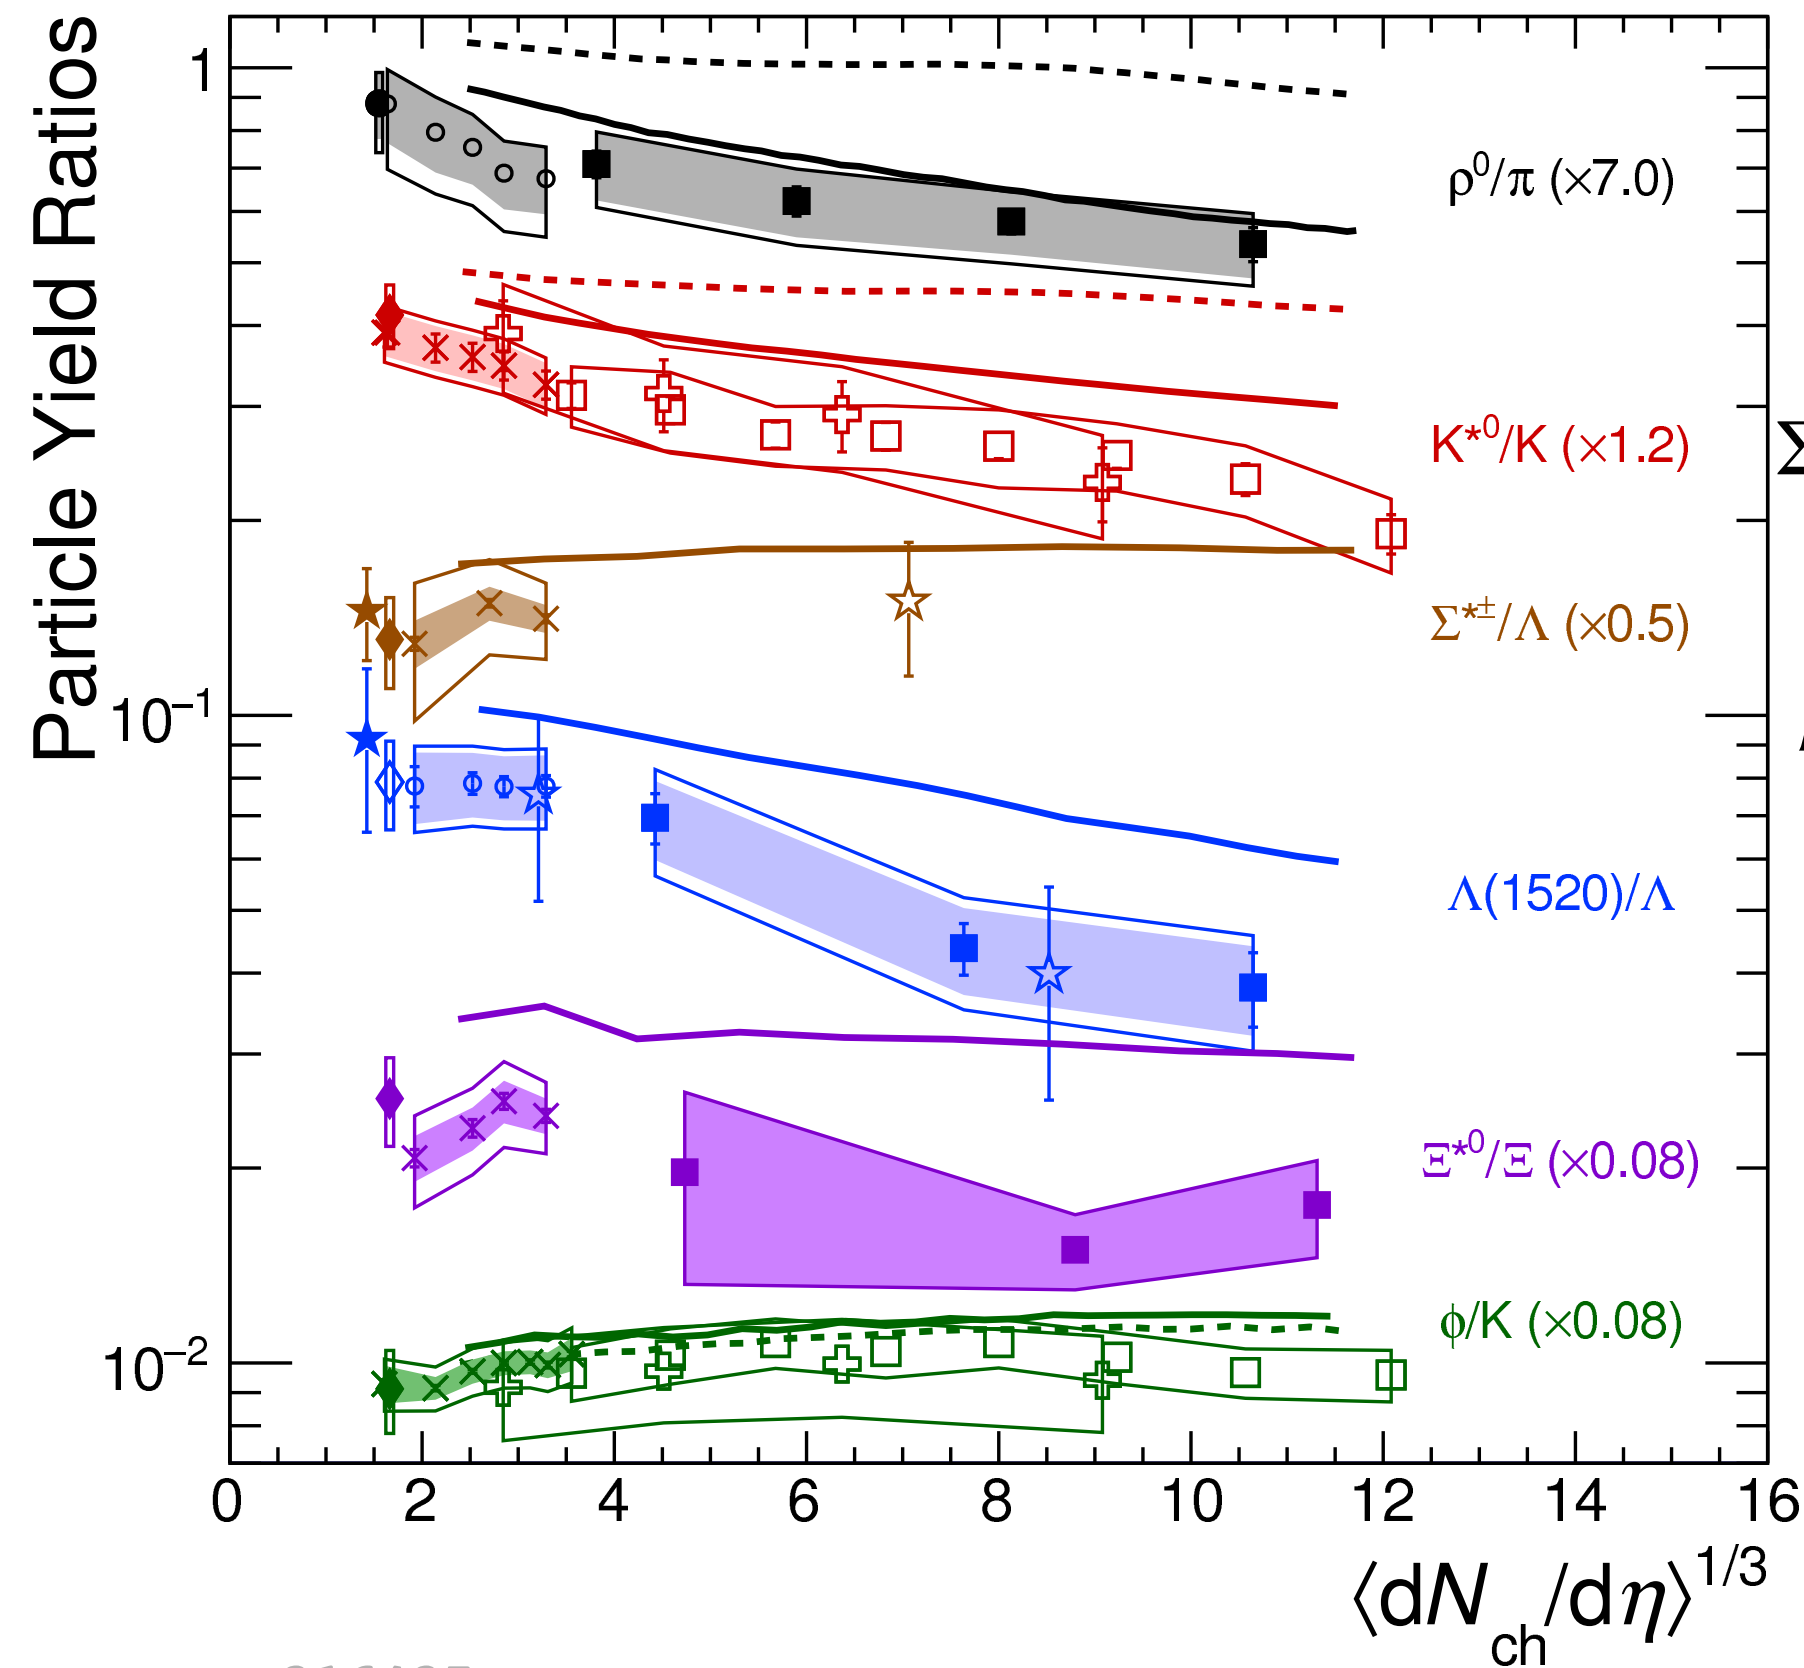 Particle Yield Ratios
1
ρ⁰/π (×7.0)
K*⁰/K (×1.2)
Σ
Σ*±/Λ (×0.5)
10⁻¹
Λ(1520)/Λ
Ξ*⁰/Ξ (×0.08)
ϕ/K (×0.08)
10⁻²
0 2 4 6 8 10 12 14 16
⟨dN_ch/dη⟩^1/3